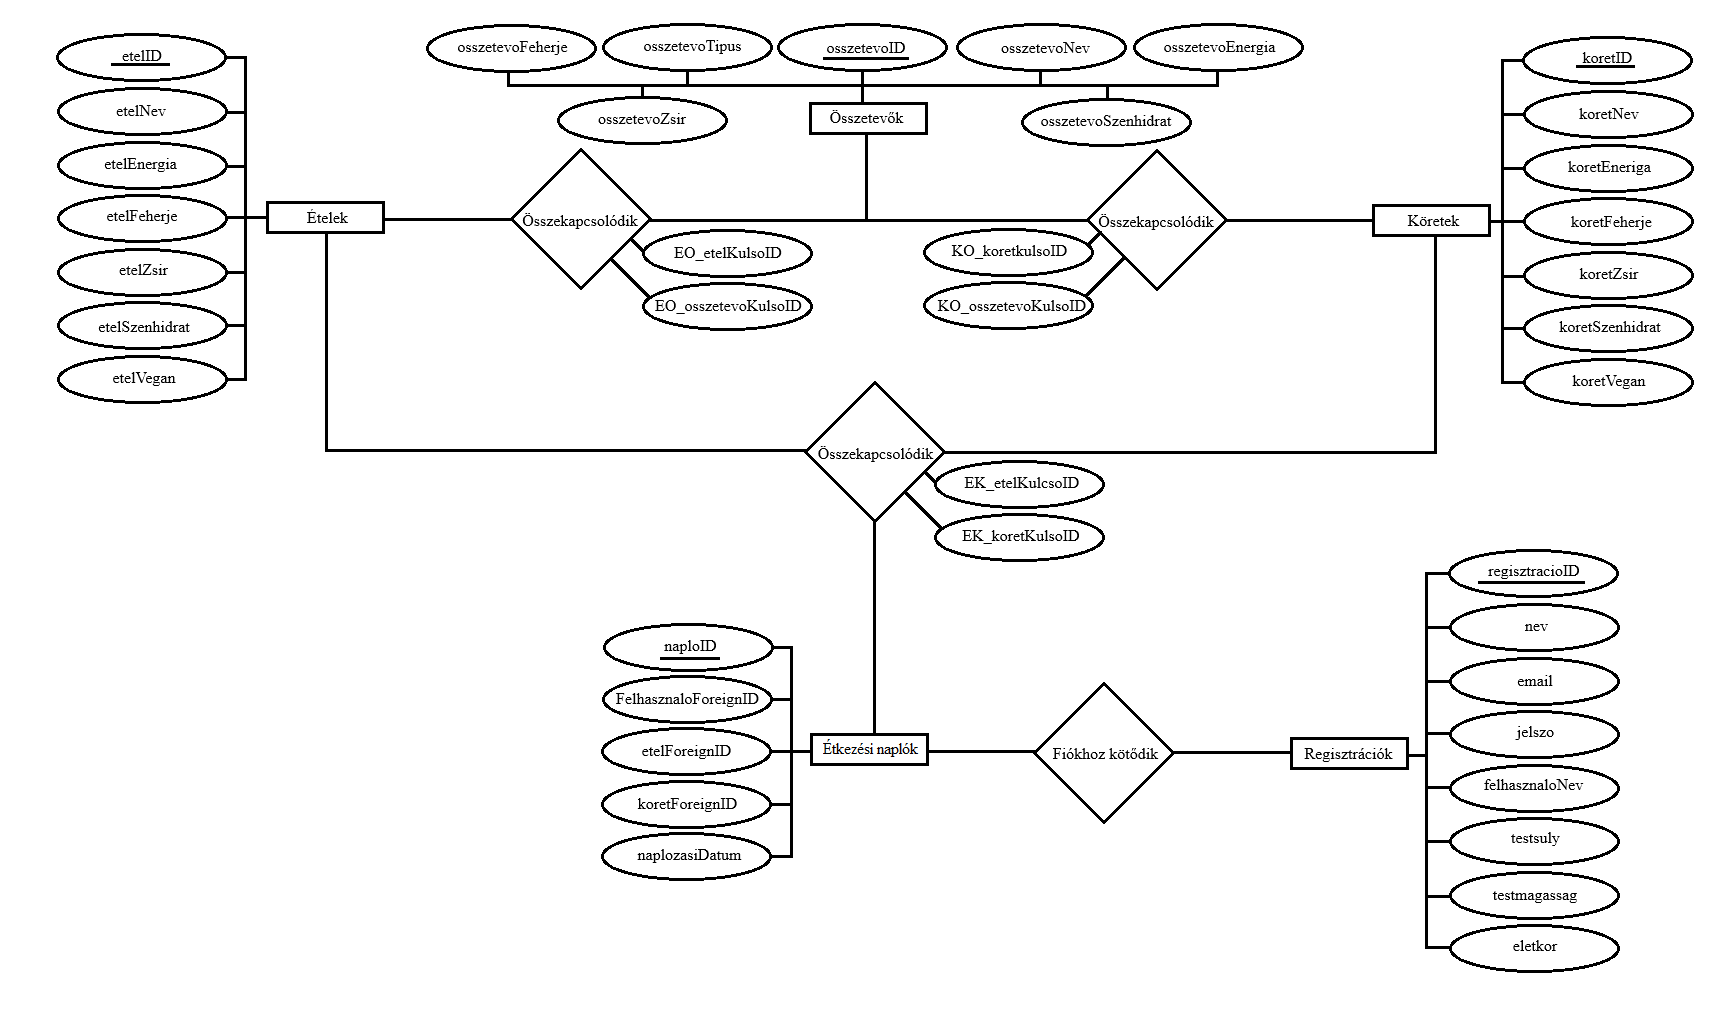 etelID
etelNev
etelEnergia
etelFeherje
etelZsir
etelSzenhidrat
etelVegan
Ételek
osszetevoFeherje
osszetevoTipus
osszetevoID
osszetevoNev
osszetevoEnergia
osszetevoZsir
Összetevők
osszetevoSzenhidrat
Összekapcsolódik
EO_etelKulsoID
EO_osszetevoKulsoID
Összekapcsolódik
KO_koretkulsoID
KO_osszetevoKulsoID
Köretek
koretID
koretNev
koretEneriga
koretFeherje
koretZsir
koretSzenhidrat
koretVegan
Összekapcsolódik
EK_etelKulcsoID
EK_koretKulsoID
naploID
FelhasznaloForeignID
etelForeignID
koretForeignID
naplozasiDatum
Étkezési naplók
Fiókhoz kötődik
Regisztrációk
regisztracioID
nev
email
jelszo
felhasznaloNev
testsuly
testmagassag
eletkor